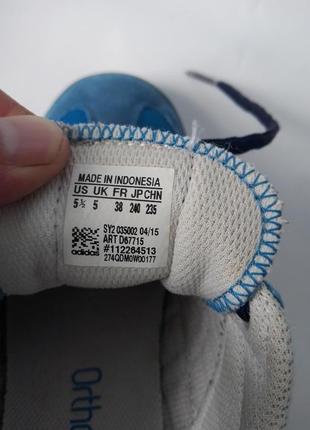 MADE IN INDONESIA
US UK FR JP CHN
5½ 5 38 240 235
SY2 035002 04/15
ART D67715
#112264513
adidas
274QDM0W00177
Ortho